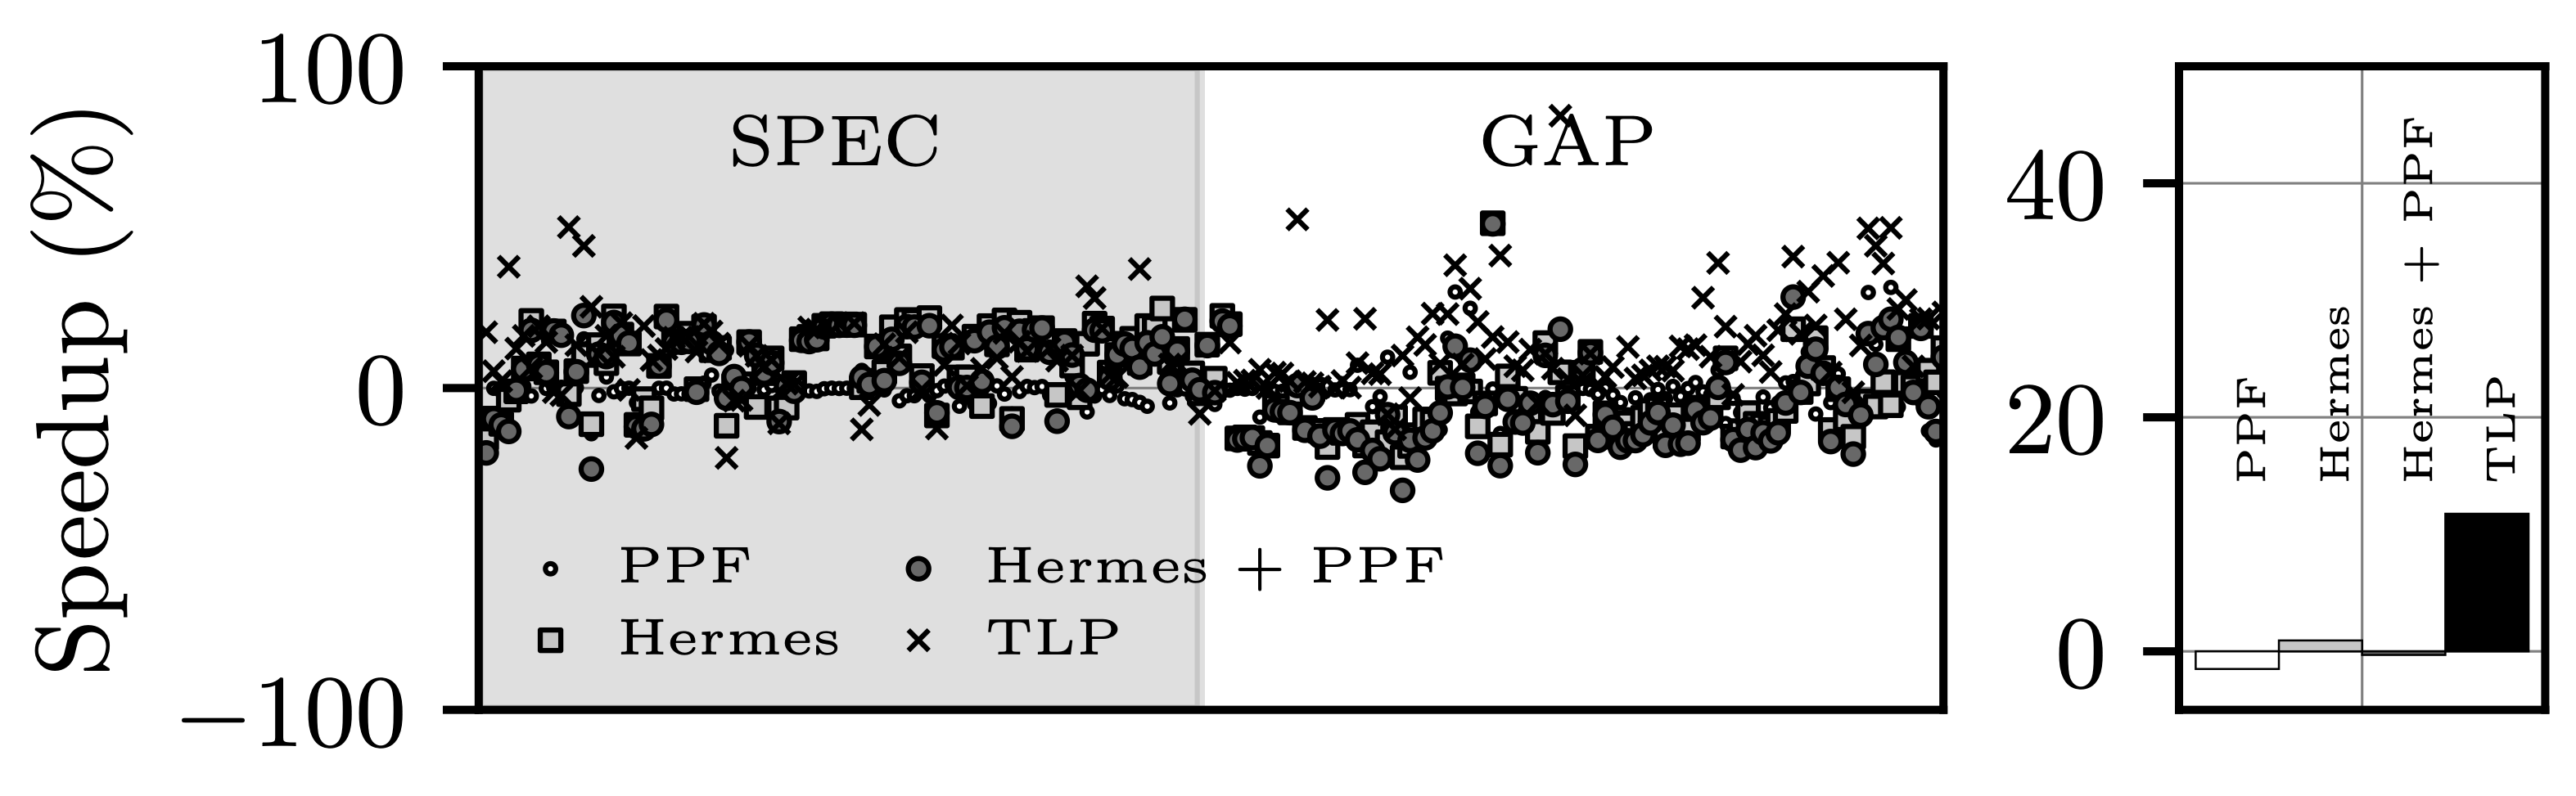 Speedup (%)
100
0
−100
SPEC
GAP
PPF
Hermes
Hermes + PPF
TLP
40
20
0
PPF
Hermes
Hermes + PPF
TLP